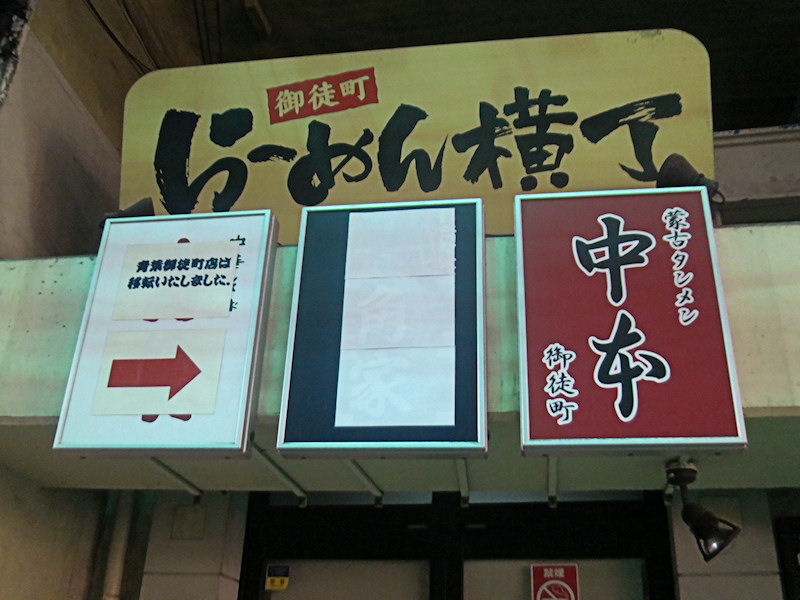 御徒町
らーめん横丁
青葉御徒町店は
移転いたしました。
蒙古タンメン
中本
御徒町
禁煙